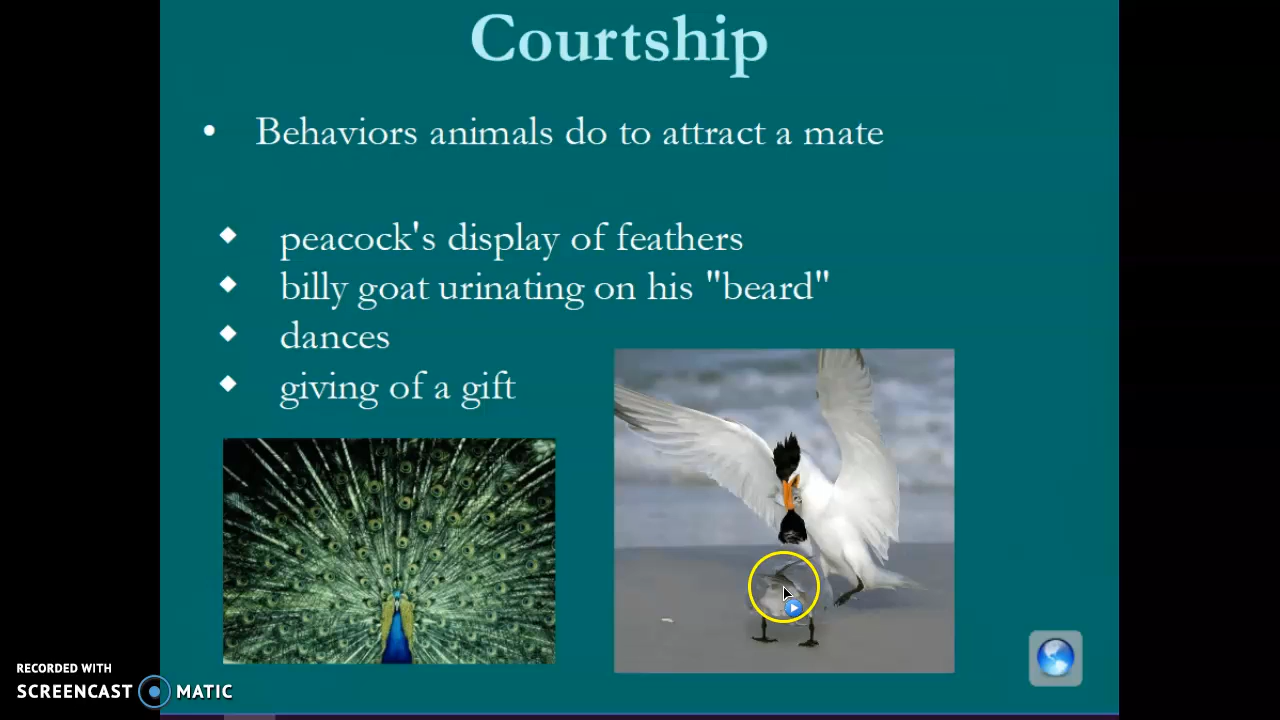 Courtship
• Behaviors animals do to attract a mate
◆ peacock's display of feathers
◆ billy goat urinating on his "beard"
◆ dances
◆ giving of a gift
RECORDED WITH
SCREENCAST MATIC